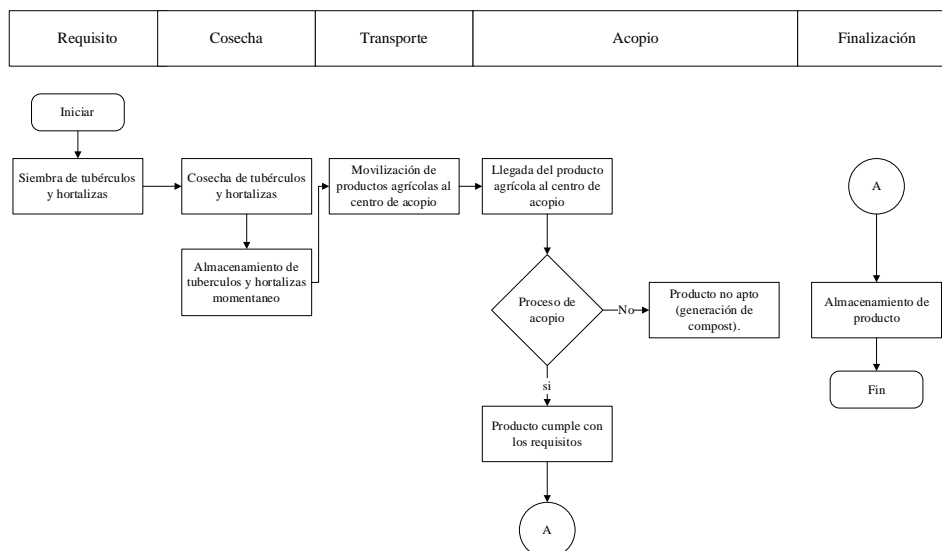 Requisito
Cosecha
Transporte
Acopio
Finalización
Iniciar
Siembra de tubérculos
y hortalizas
Cosecha de tubérculos
y hortalizas
Almacenamiento de
tuberculos y hortalizas
momentaneo
Movilización de
productos agrícolas al
centro de acopio
Llegada del producto
agrícola al centro de
acopio
Proceso de
acopio
No
Producto no apto
(generación de
compost).
si
Producto cumple con
los requisitos
A
A
Almacenamiento de
producto
Fin